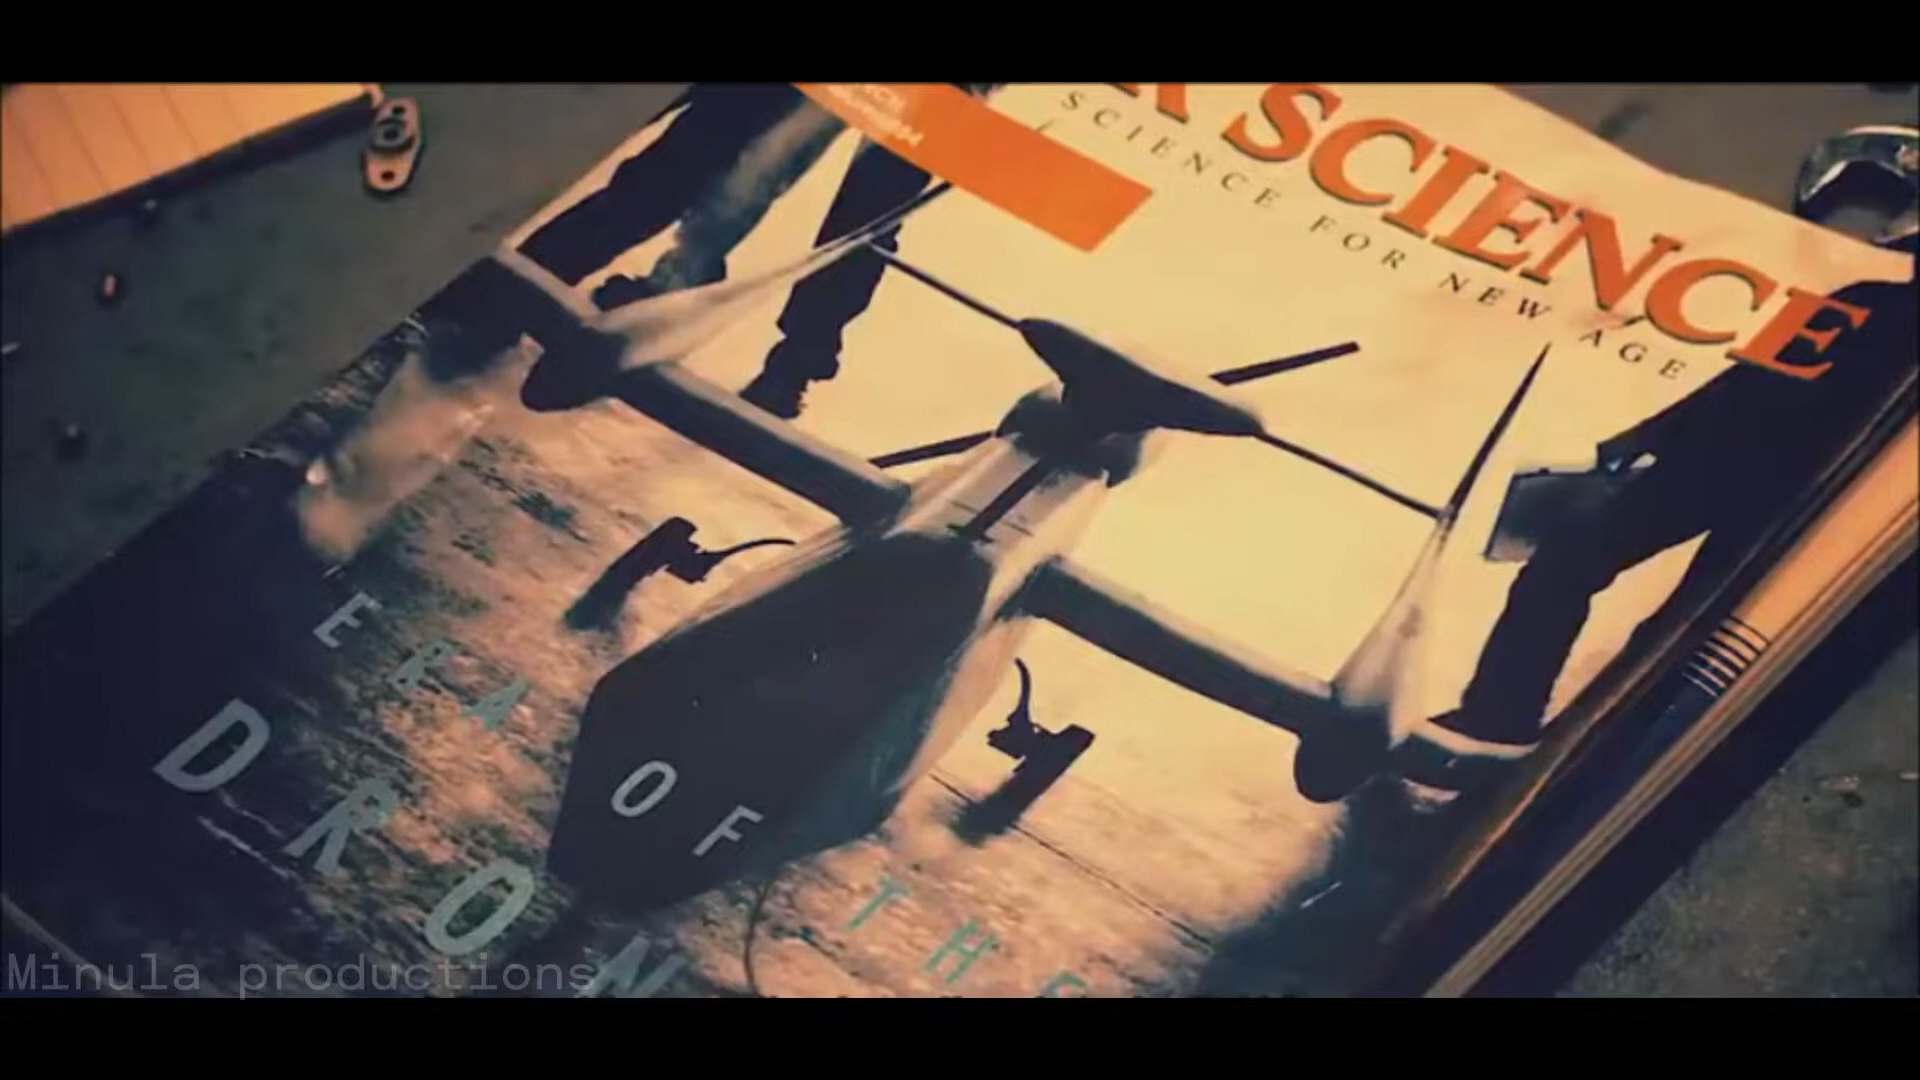 SCIENCE
SCIENCE FOR NEW AGE
ERA OF THE
DRON
Minula productions